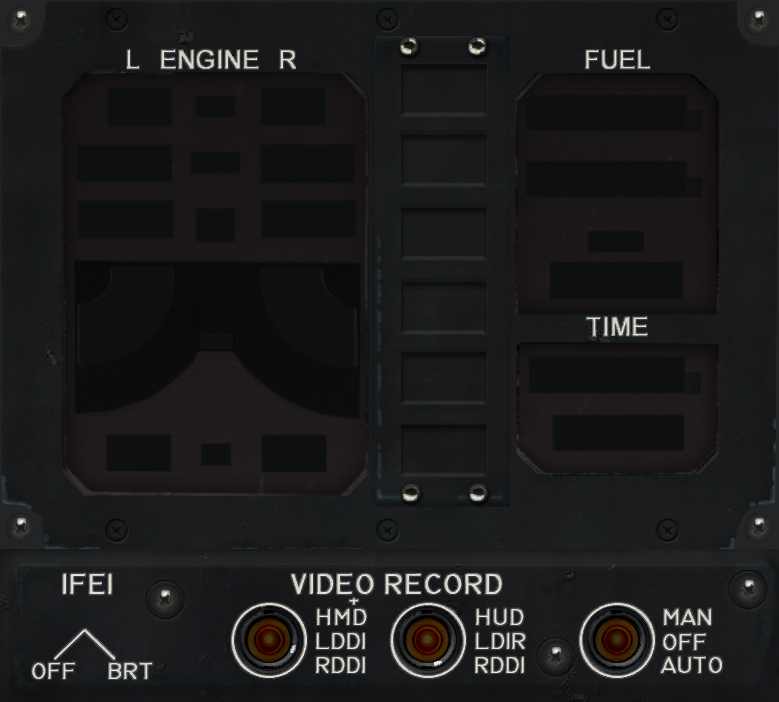 L ENGINE R
FUEL
TIME
IFEI
OFF BRT
VIDEO RECORD
HMD
LDDI
RDDI
HUD
LDIR
RDDI
MAN
OFF
AUTO